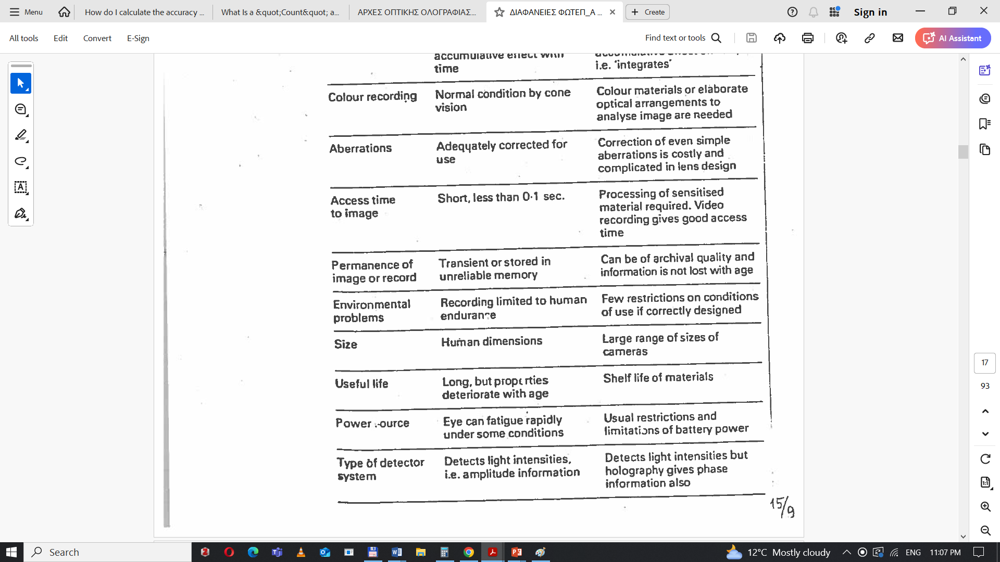 Menu
How do I calculate the accuracy ...
What Is a &quot;Count&quot; a...
ΑΡΧΕΣ ΟΠΤΙΚΗΣ ΟΛΟΓΡΑΦΙΑΣ...
ΔΙΑΦΑΝΕΙΕΣ ΦΩΤΕΠ_Α ...
Create
Sign in
All tools
Edit
Convert
E-Sign
Find text or tools
AI Assistant
accumulative effect with
time
i.e. 'integrates'
Colour recording
Normal condition by cone
vision
Colour materials or elaborate
optical arrangements to
analyse image are needed
Aberrations
Adequately corrected for
use
Correction of even simple
aberrations is costly and
complicated in lens design
Access time
to image
Short, less than 0·1 sec.
Processing of sensitised
material required. Video
recording gives good access
time
Permanence of
image or record
Transient or stored in
unreliable memory
Can be of archival quality and
information is not lost with age
Environmental
problems
Recording limited to human
endurance
Few restrictions on conditions
of use if correctly designed
Size
Human dimensions
Large range of sizes of
cameras
Useful life
Long, but properties
deteriorate with age
Shelf life of materials
Power source
Eye can fatigue rapidly
under some conditions
Usual restrictions and
limitations of battery power
Type of detector
system
Detects light intensities,
i.e. amplitude information
Detects light intensities but
holography gives phase
information also
15/9
17
93
Search
12°C Mostly cloudy
ENG
11:07 PM